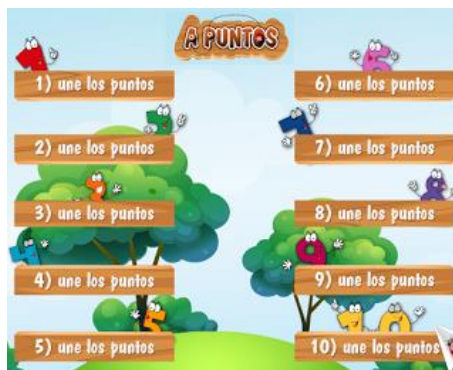 A PUNTOS
1) une los puntos
2) une los puntos
3) une los puntos
4) une los puntos
5) une los puntos
6) une los puntos
7) une los puntos
8) une los puntos
9) une los puntos
10) une los puntos